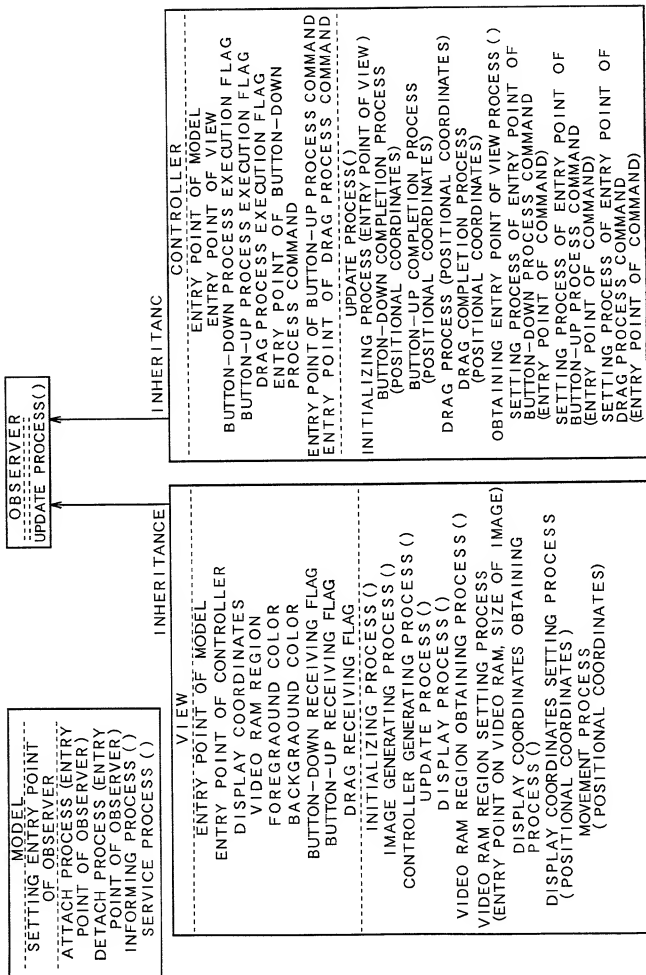 MODEL
SETTING ENTRY POINT
OF OBSERVER
ATTACH PROCESS (ENTRY
POINT OF OBSERVER)
DETACH PROCESS (ENTRY
POINT OF OBSERVER)
INFORMING PROCESS ()
SERVICE PROCESS ()
OBSERVER
UPDATE PROCESS()
INHERITANCE
INHERITANC
VIEW
ENTRY POINT OF MODEL
ENTRY POINT OF CONTROLLER
DISPLAY COORDINATES
VIDEO RAM REGION
FOREGRAOUND COLOR
BACKGRAOUND COLOR
BUTTON-DOWN RECEIVING FLAG
BUTTON-UP RECEIVING FLAG
DRAG RECEIVING FLAG
INITIALIZING PROCESS()
IMAGE GENERATING PROCESS()
CONTROLLER GENERATING PROCESS()
UPDATE PROCESS()
DISPLAY PROCESS()
VIDEO RAM REGION OBTAINING PROCESS()
VIDEO RAM REGION SETTING PROCESS
(ENTRY POINT ON VIDEO RAM, SIZE OF IMAGE)
DISPLAY COORDINATES OBTAINING
PROCESS()
DISPLAY COORDINATES SETTING PROCESS
(POSITIONAL COORDINATES)
MOVEMENT PROCESS
(POSITIONAL COORDINATES)
CONTROLLER
ENTRY POINT OF MODEL
ENTRY POINT OF VIEW
BUTTON-DOWN PROCESS EXECUTION FLAG
BUTTON-UP PROCESS EXECUTION FLAG
DRAG PROCESS EXECUTION FLAG
ENTRY POINT OF BUTTON-DOWN
PROCESS COMMAND
ENTRY POINT OF BUTTON-UP PROCESS COMMAND
ENTRY POINT OF DRAG PROCESS COMMAND
UPDATE PROCESS()
INITIALIZING PROCESS (ENTRY POINT OF VIEW)
BUTTON-DOWN COMPLETION PROCESS
(POSITIONAL COORDINATES)
BUTTON-UP COMPLETION PROCESS
(POSITIONAL COORDINATES)
DRAG PROCESS (POSITIONAL COORDINATES)
DRAG COMPLETION PROCESS
(POSITIONAL COORDINATES)
OBTAINING ENTRY POINT OF VIEW PROCESS()
SETTING PROCESS OF ENTRY POINT OF
BUTTON-DOWN PROCESS COMMAND
(ENTRY POINT OF COMMAND)
SETTING PROCESS OF ENTRY POINT OF
BUTTON-UP PROCESS COMMAND
(ENTRY POINT OF COMMAND)
SETTING PROCESS OF ENTRY POINT OF
DRAG PROCESS COMMAND
(ENTRY POINT OF COMMAND)